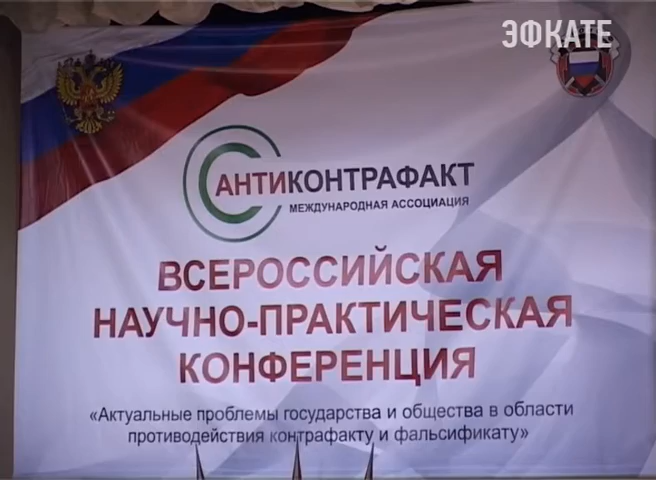 ЭФКАТЕ
АНТИКОНТРАФАКТ
МЕЖДУНАРОДНАЯ АССОЦИАЦИЯ
ВСЕРОССИЙСКАЯ
НАУЧНО-ПРАКТИЧЕСКАЯ
КОНФЕРЕНЦИЯ
«Актуальные проблемы государства и общества в области
противодействия контрафакту и фальсификату»